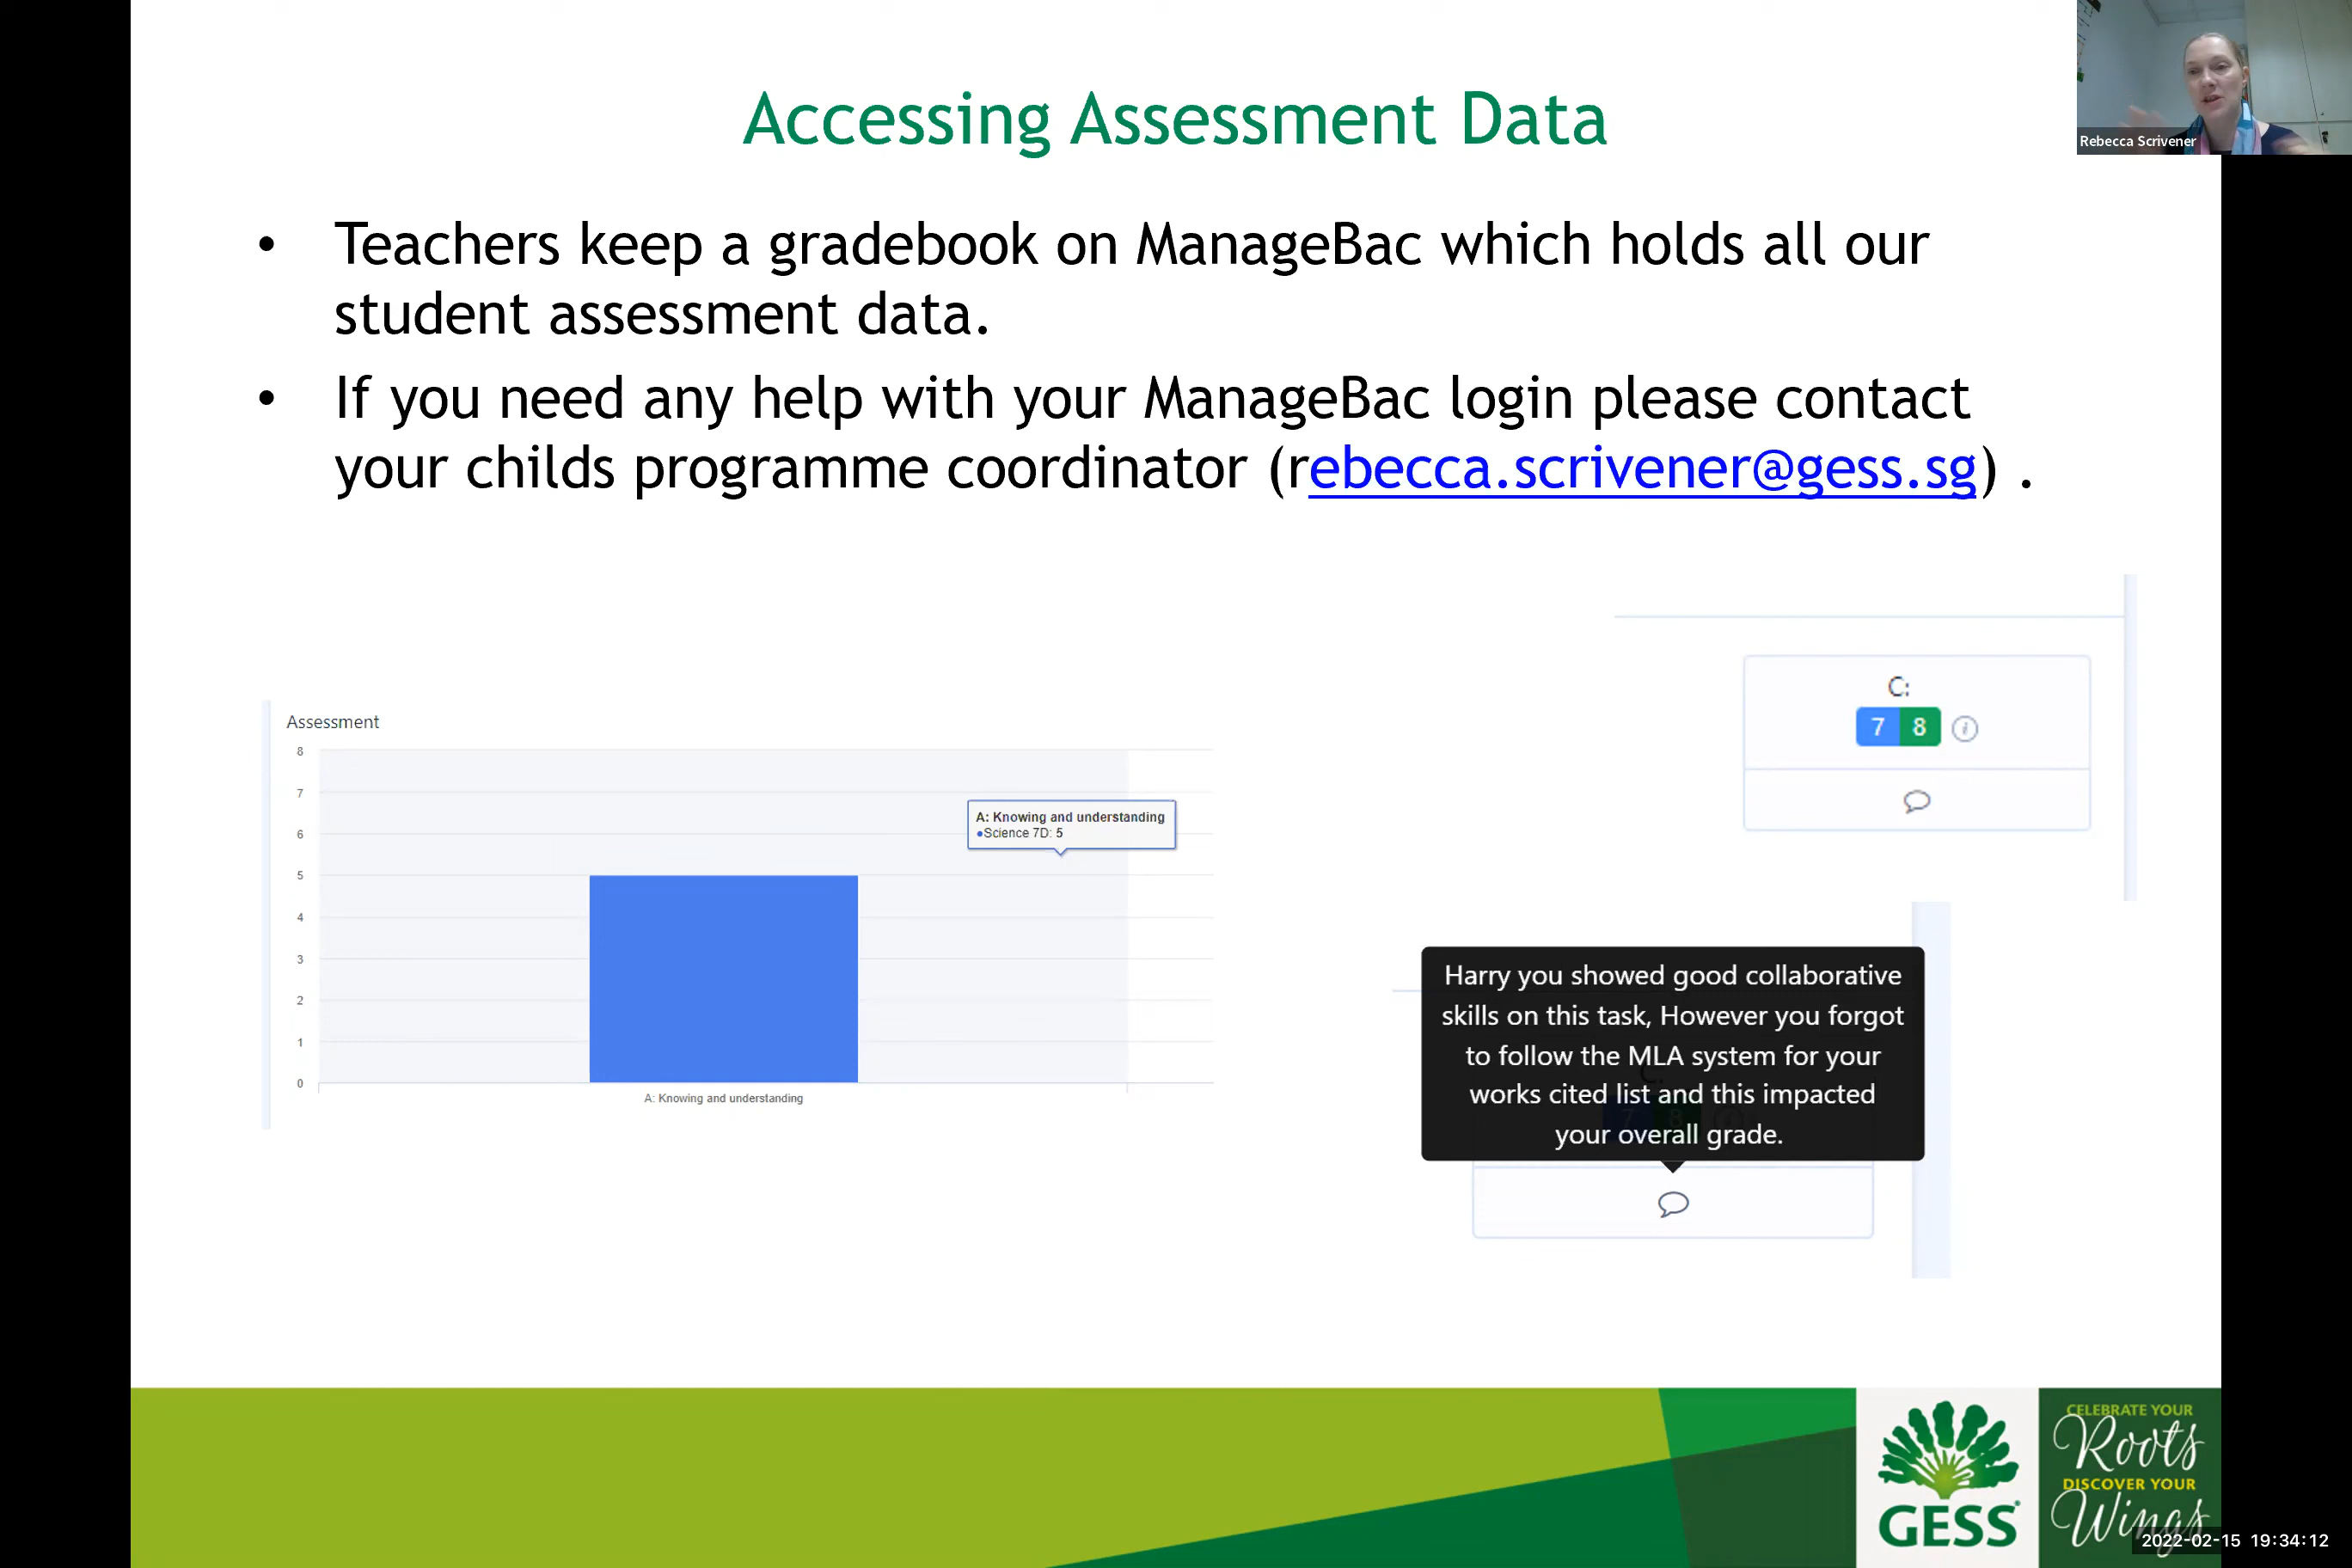 Accessing Assessment Data
Rebecca Scrivener
• Teachers keep a gradebook on ManageBac which holds all our
student assessment data.
• If you need any help with your ManageBac login please contact
your childs programme coordinator (rebecca.scrivener@gess.sg) .
Assessment
8
7
6
5
4
3
2
1
0
A: Knowing and understanding
●Science 7D: 5
A: Knowing and understanding
C:
7 8 i
Harry you showed good collaborative
skills on this task, However you forgot
to follow the MLA system for your
works cited list and this impacted
your overall grade.
GESS
CELEBRATE YOUR
Roots
DISCOVER YOUR
Wings
2022-02-15 19:34:12